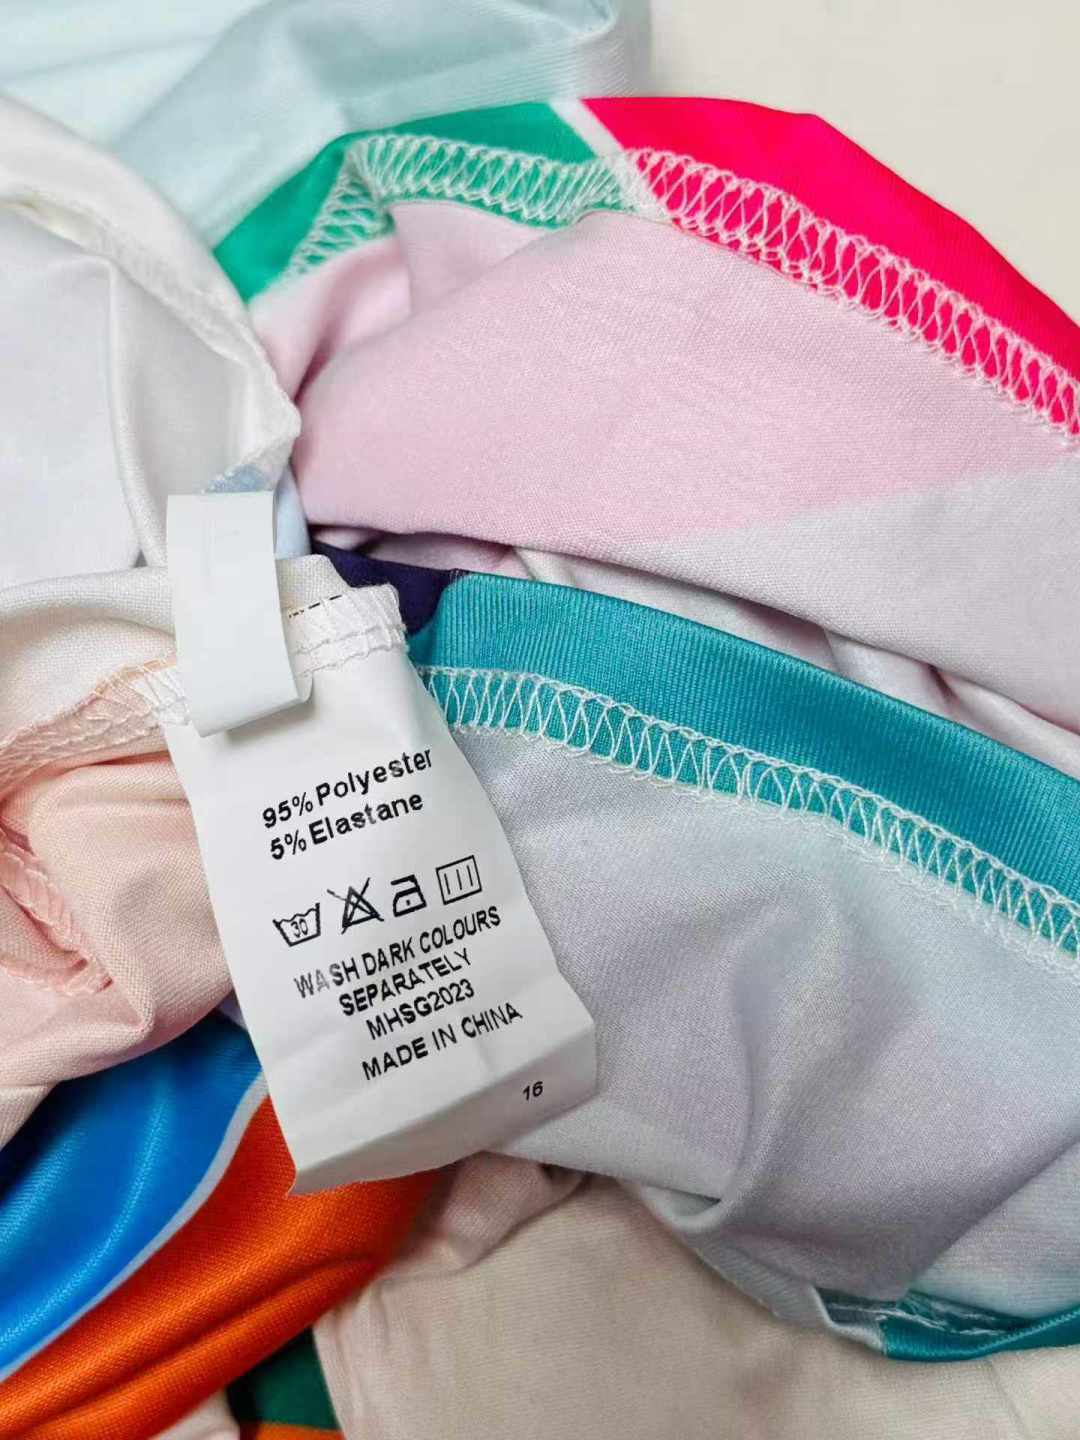 95% Polyester
5% Elastane
30
WASH DARK COLOURS
SEPARATELY
MHSG2023
MADE IN CHINA
16